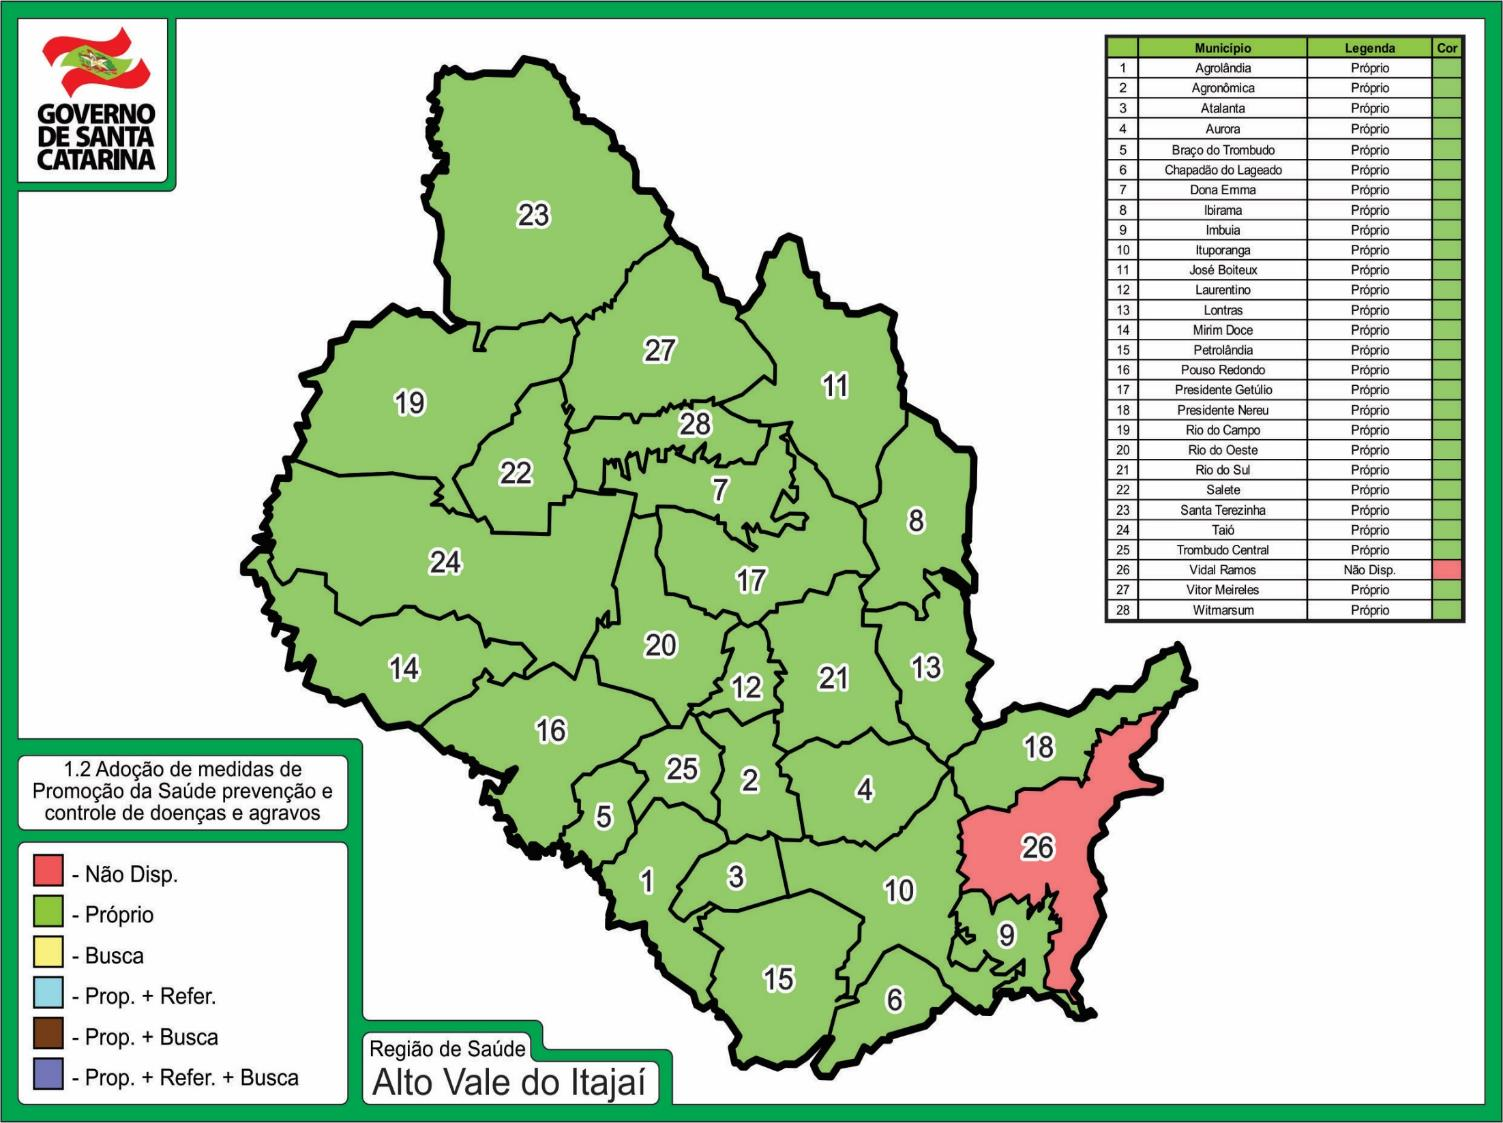 GOVERNO
DE SANTA
CATARINA
Município Legenda Cor
1 Agrolândia Próprio
2 Agronômica Próprio
3 Atalanta Próprio
4 Aurora Próprio
5 Braço do Trombudo Próprio
6 Chapadão do Lageado Próprio
7 Dona Emma Próprio
8 Ibirama Próprio
9 Imbuia Próprio
10 Ituporanga Próprio
11 José Boiteux Próprio
12 Laurentino Próprio
13 Lontras Próprio
14 Mirim Doce Próprio
15 Petrolândia Próprio
16 Pouso Redondo Próprio
17 Presidente Getúlio Próprio
18 Presidente Nereu Próprio
19 Rio do Campo Próprio
20 Rio do Oeste Próprio
21 Rio do Sul Próprio
22 Salete Próprio
23 Santa Terezinha Próprio
24 Taió Próprio
25 Trombudo Central Próprio
26 Vidal Ramos Não Disp.
27 Vitor Meireles Próprio
28 Witmarsum Próprio
23
27
11
19
28
22
7
8
24
17
20
14
12
21
13
16
18
25
2
4
5
26
1
3
10
9
15
6
1.2 Adoção de medidas de
Promoção da Saúde prevenção e
controle de doenças e agravos
- Não Disp.
- Próprio
- Busca
- Prop. + Refer.
- Prop. + Busca
- Prop. + Refer. + Busca
Região de Saúde
Alto Vale do Itajaí